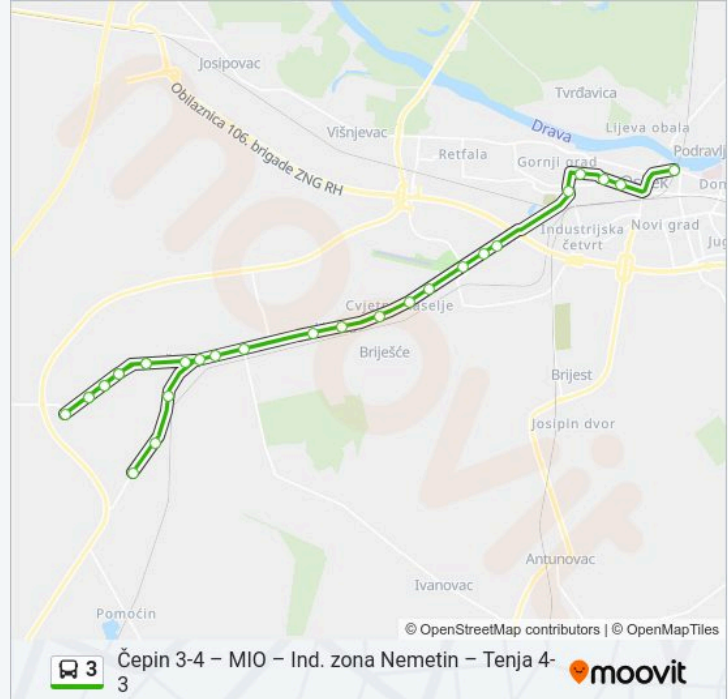 Josipovac
Tvrđavica
Obilaznica 106. brigade ZNG RH
Višnjevac
Drava
Lijeva obala
Retfala
Podravlj
Gornji grad
Don
Industrijska
četvrt
Novi grad
Jug
Briješće
Brijest
Josipin dvor
Antunovac
Ivanovac
Pomoćin
moovit
© OpenStreetMap contributors | © OpenMapTiles
3
Čepin 3-4 – MIO – Ind. zona Nemetin – Tenja 4-
3
moovit